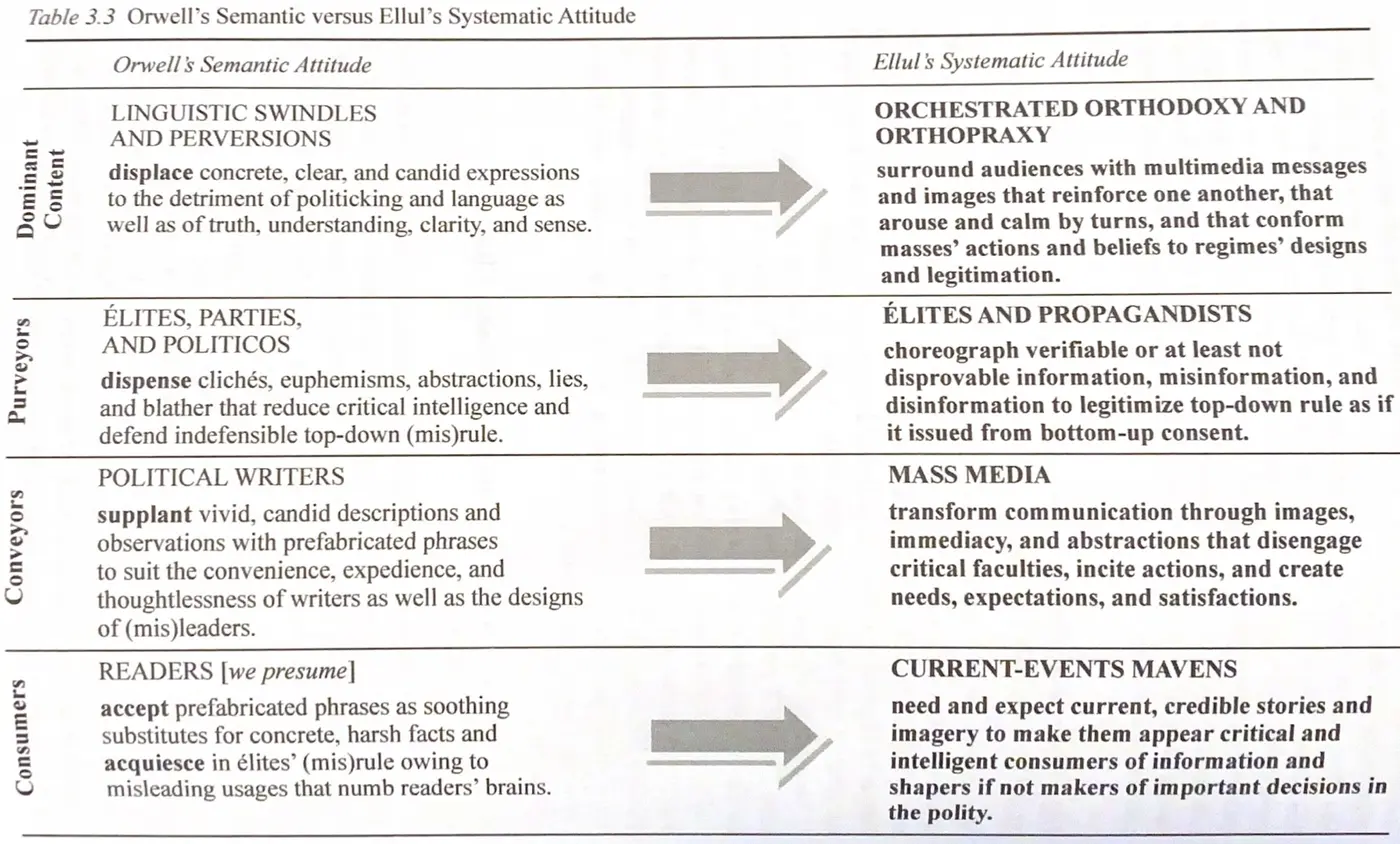 Table 3.3 Orwell's Semantic versus Ellul's Systematic Attitude
Orwell's Semantic Attitude
Ellul's Systematic Attitude
Dominant
Content
LINGUISTIC SWINDLES
AND PERVERSIONS
displace concrete, clear, and candid expressions
to the detriment of politicking and language as
well as of truth, understanding, clarity, and sense.
ORCHESTRATED ORTHODOXY AND
ORTHOPRAXY
surround audiences with multimedia messages
and images that reinforce one another, that
arouse and calm by turns, and that conform
masses' actions and beliefs to regimes' designs
and legitimation.
Purveyors
ÉLITES, PARTIES,
AND POLITICOS
dispense clichés, euphemisms, abstractions, lies,
and blather that reduce critical intelligence and
defend indefensible top-down (mis)rule.
ÉLITES AND PROPAGANDISTS
choreograph verifiable or at least not
disprovable information, misinformation, and
disinformation to legitimize top-down rule as if
it issued from bottom-up consent.
Conveyors
POLITICAL WRITERS
supplant vivid, candid descriptions and
observations with prefabricated phrases
to suit the convenience, expedience, and
thoughtlessness of writers as well as the designs
of (mis)leaders.
MASS MEDIA
transform communication through images,
immediacy, and abstractions that disengage
critical faculties, incite actions, and create
needs, expectations, and satisfactions.
Consumers
READERS [we presume]
accept prefabricated phrases as soothing
substitutes for concrete, harsh facts and
acquiesce in élites' (mis)rule owing to
misleading usages that numb readers' brains.
CURRENT-EVENTS MAVENS
need and expect current, credible stories and
imagery to make them appear critical and
intelligent consumers of information and
shapers if not makers of important decisions in
the polity.